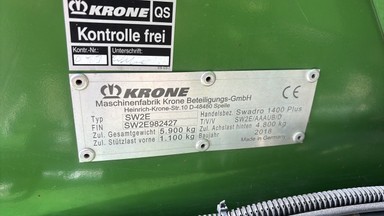 KRONE QS
Kontrolle frei
Kontr.-Nr.: Unterschrift:
KRONE CE
Maschinenfabrik Krone Beteiligungs-GmbH
Heinrich-Krone-Str.10 D-48480 Spelle
Typ SW2E Handelsbez. Swadro 1400 Plus
FIN SW2E982427 T/V/V
Zul. Gesamtgewicht 5.900 kg Zul. Achslast hinten 4.800 kg
Zul. Stützlast vorne 1.100 kg Baujahr 2018
Made in Germany